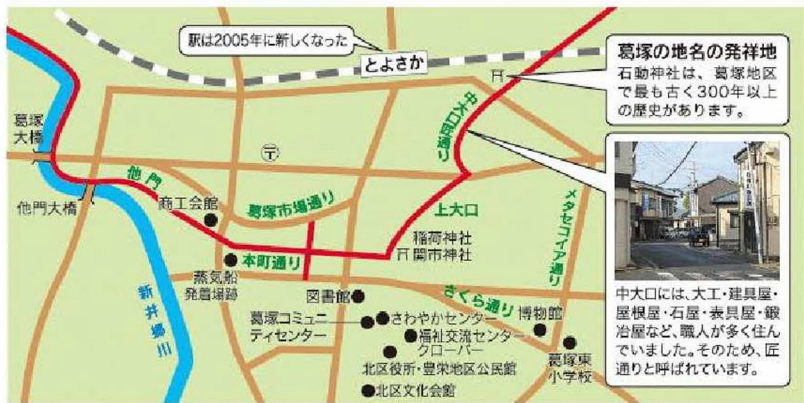 駅は2005年に新しくなった
とよさか
葛塚の地名の発祥地
石動神社は、葛塚地区
で最も古く300年以上
の歴史があります。
中大口匠通り
葛塚
大橋
〒
他門
他門大橋
商工会館
葛塚市場通り
上大口
メタセコイア通り
稲荷神社
開市神社
本町通り
蒸気船
発着場跡
新井郷川
図書館
さくら通り
葛塚コミュニ
ティセンター
さわやかセンター
福祉交流センター
クローバー
博物館
葛塚東
小学校
北区役所・豊栄地区公民館
北区文化会館
中大口には、大工・建具屋・
屋根屋・石屋・表具屋・鍛
冶屋など、職人が多く住ん
でいました。そのため、匠
通りと呼ばれています。